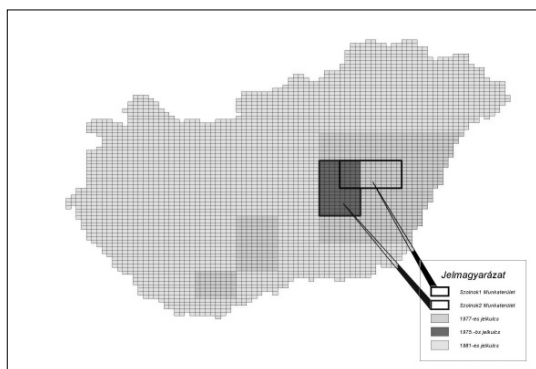 Jelmagyarázat
Szolnok1 Munkaterület
Szolnok2 Munkaterület
1977-es jelkulcs
1975-ös jelkulcs
1981-es jelkulcs